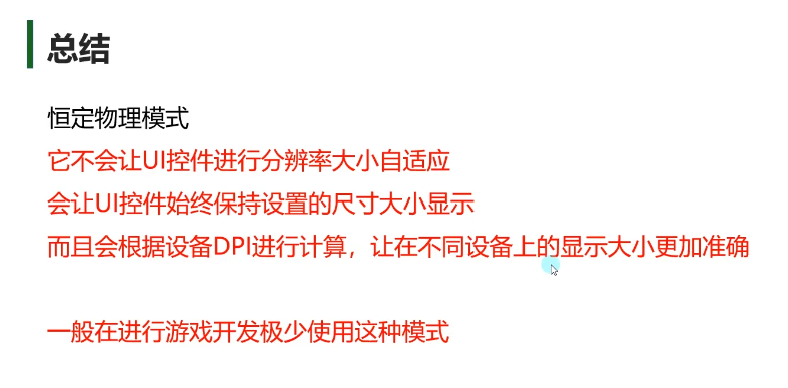 总结
恒定物理模式
它不会让UI控件进行分辨率大小自适应
会让UI控件始终保持设置的尺寸大小显示
而且会根据设备DPI进行计算，让在不同设备上的显示大小更加准确
一般在进行游戏开发极少使用这种模式